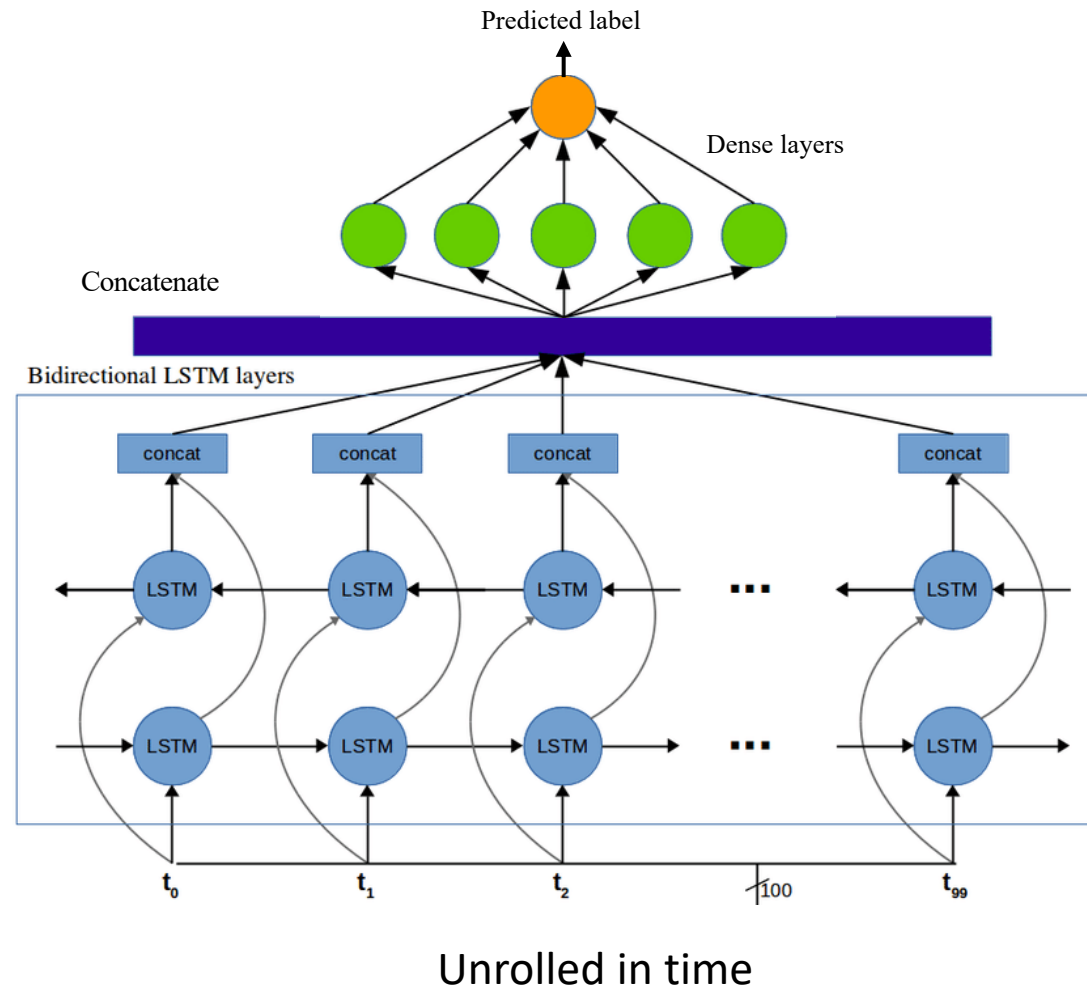 Predicted label
Dense layers
Concatenate
Bidirectional LSTM layers
concat concat concat concat
LSTM LSTM LSTM ... LSTM
LSTM LSTM LSTM ... LSTM
t0 t1 t2 100 t99
Unrolled in time